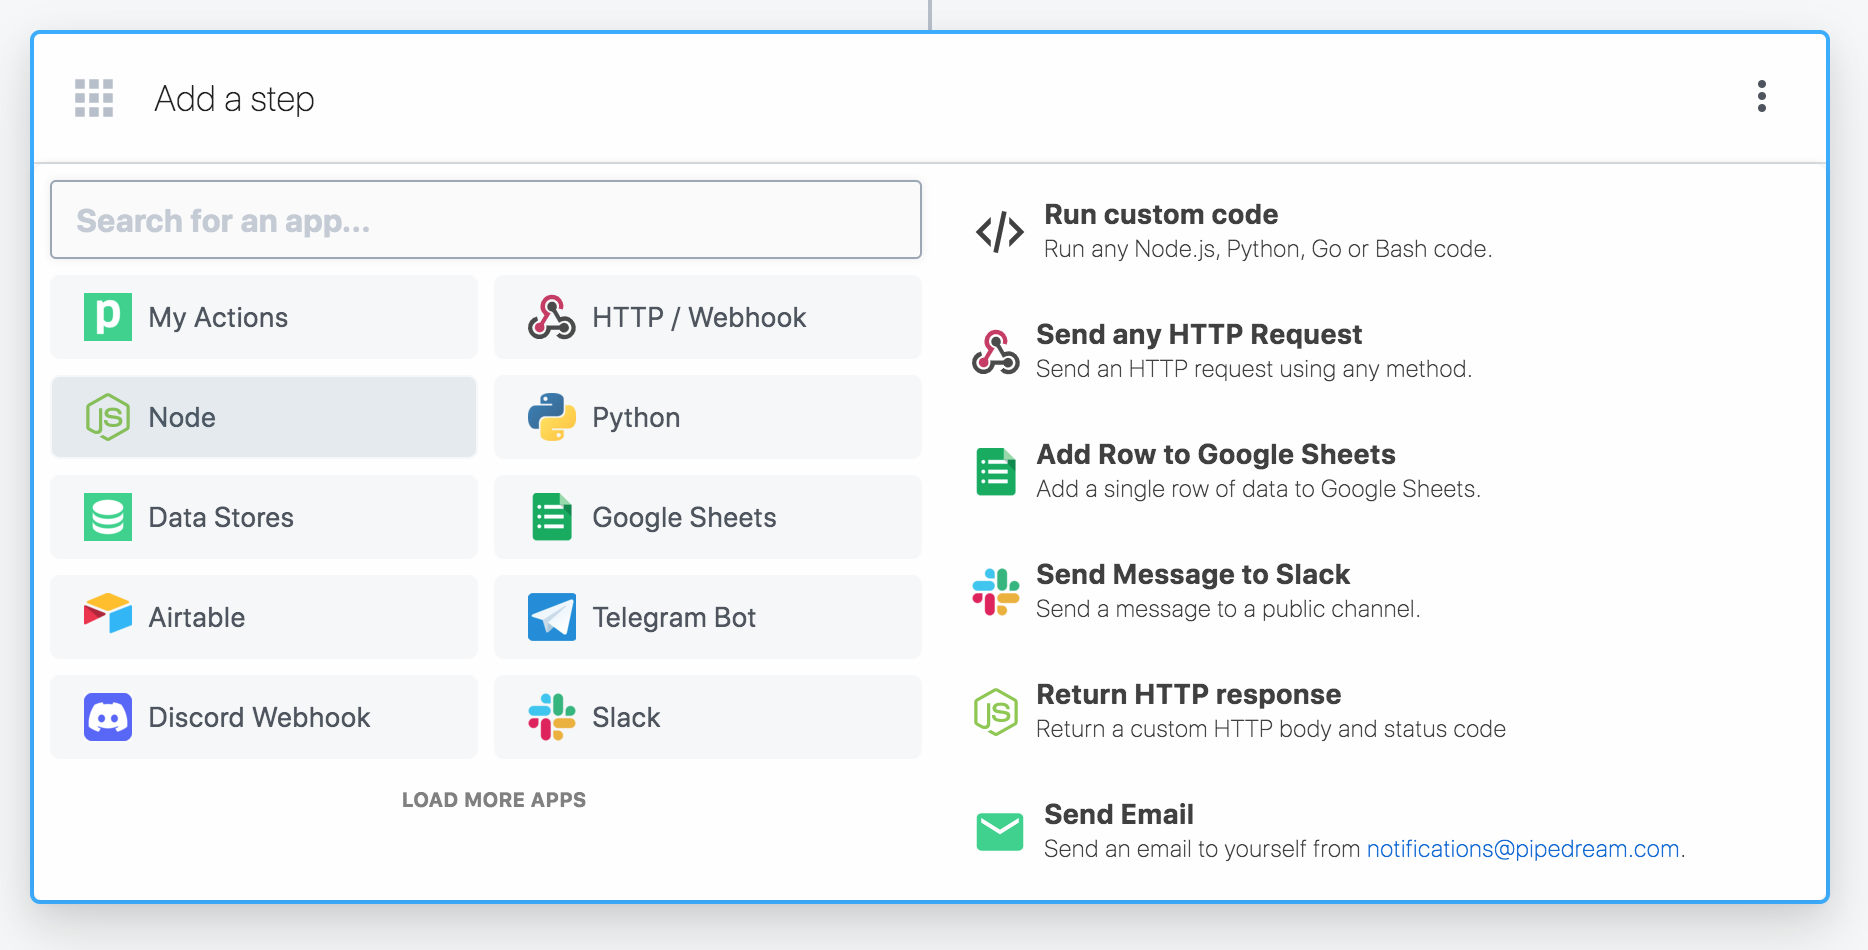 Add a step
Search for an app...
My Actions
HTTP / Webhook
Node
Python
Data Stores
Google Sheets
Airtable
Telegram Bot
Discord Webhook
Slack
LOAD MORE APPS
Run custom code
Run any Node.js, Python, Go or Bash code.
Send any HTTP Request
Send an HTTP request using any method.
Add Row to Google Sheets
Add a single row of data to Google Sheets.
Send Message to Slack
Send a message to a public channel.
Return HTTP response
Return a custom HTTP body and status code
Send Email
Send an email to yourself from notifications@pipedream.com.